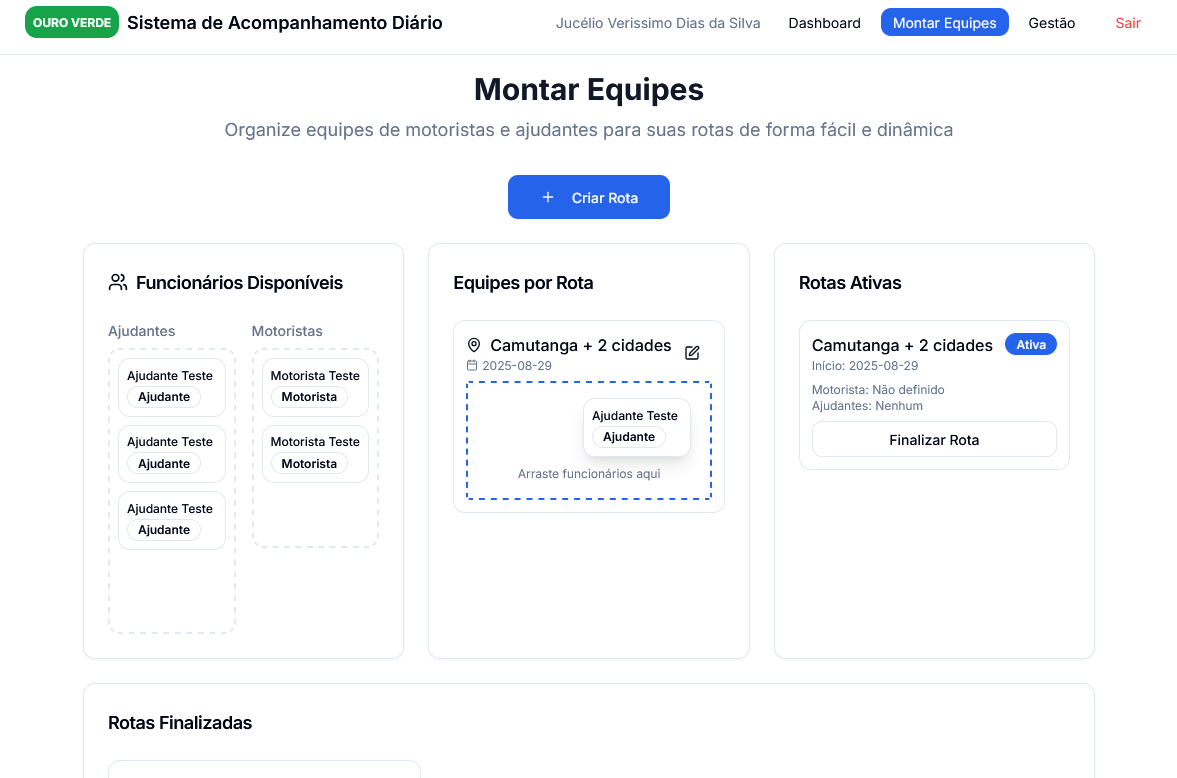 OURO VERDE Sistema de Acompanhamento Diário Jucélio Verissimo Dias da Silva Dashboard Montar Equipes Gestão Sair
Montar Equipes
Organize equipes de motoristas e ajudantes para suas rotas de forma fácil e dinâmica
+ Criar Rota
Funcionários Disponíveis
Ajudantes
Ajudante Teste
Ajudante
Ajudante Teste
Ajudante
Ajudante Teste
Ajudante
Motoristas
Motorista Teste
Motorista
Motorista Teste
Motorista
Equipes por Rota
Camutanga + 2 cidades
2025-08-29
Ajudante Teste
Ajudante
Arraste funcionários aqui
Rotas Ativas
Camutanga + 2 cidades Ativa
Início: 2025-08-29
Motorista: Não definido
Ajudantes: Nenhum
Finalizar Rota
Rotas Finalizadas